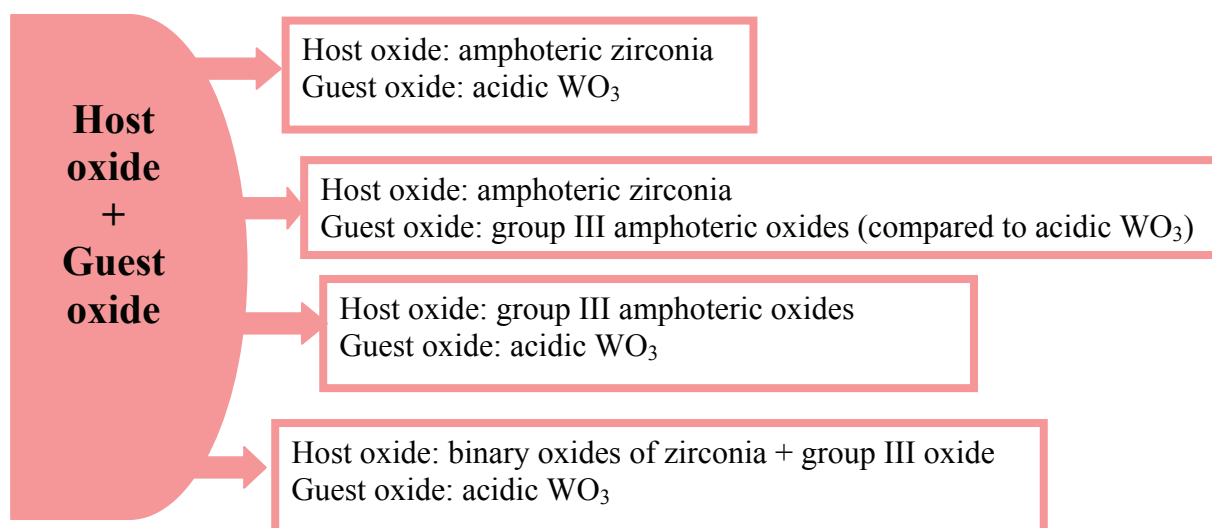 Host
oxide
+
Guest
oxide
Host oxide: amphoteric zirconia
Guest oxide: acidic WO₃
Host oxide: amphoteric zirconia
Guest oxide: group III amphoteric oxides (compared to acidic WO₃)
Host oxide: group III amphoteric oxides
Guest oxide: acidic WO₃
Host oxide: binary oxides of zirconia + group III oxide
Guest oxide: acidic WO₃